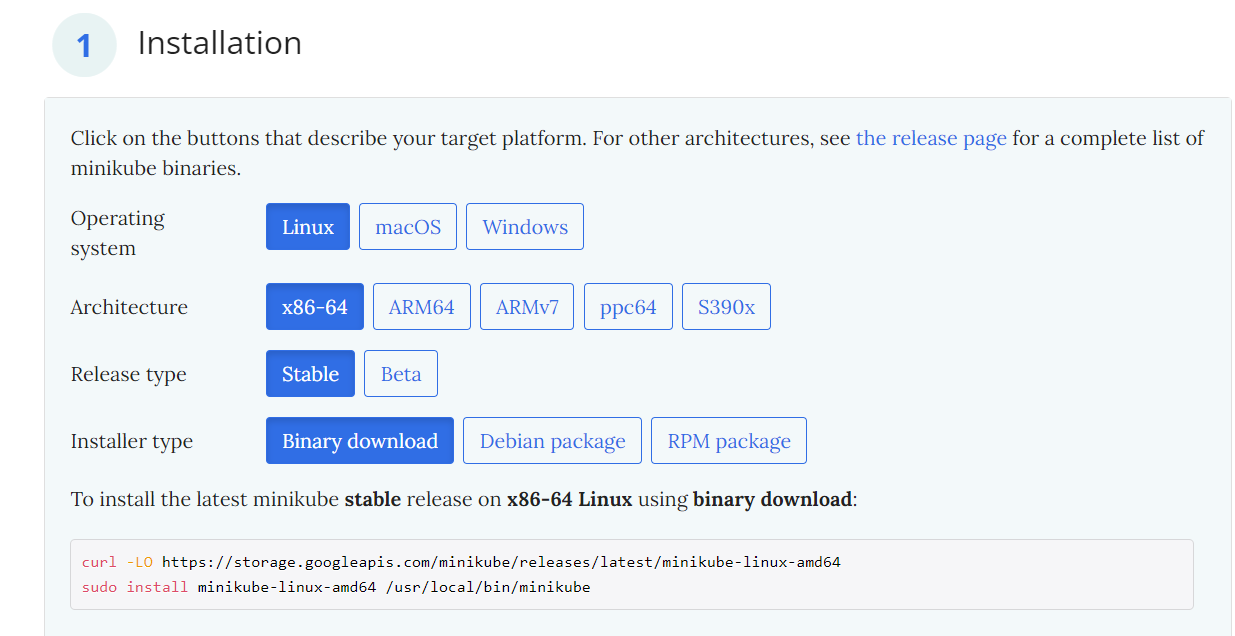 1 Installation
Click on the buttons that describe your target platform. For other architectures, see the release page for a complete list of
minikube binaries.
Operating
system
Linux macOS Windows
Architecture x86-64 ARM64 ARMv7 ppc64 S390x
Release type Stable Beta
Installer type Binary download Debian package RPM package
To install the latest minikube stable release on x86-64 Linux using binary download:
curl -LO https://storage.googleapis.com/minikube/releases/latest/minikube-linux-amd64
sudo install minikube-linux-amd64 /usr/local/bin/minikube